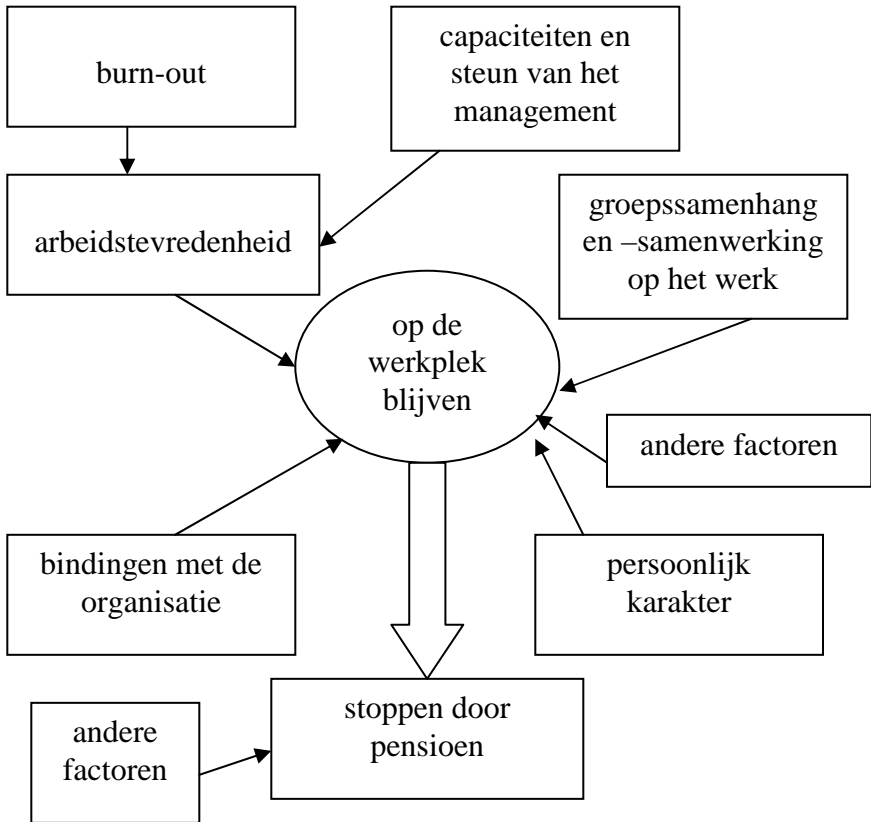 burn-out
capaciteiten en
steun van het
management
arbeidstevredenheid
groepssamenhang
en –samenwerking
op het werk
op de
werkplek
blijven
andere factoren
bindingen met de
organisatie
persoonlijk
karakter
stoppen door
pensioen
andere
factoren